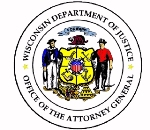 WISCONSIN DEPARTMENT OF JUSTICE
OFFICE OF THE ATTORNEY GENERAL